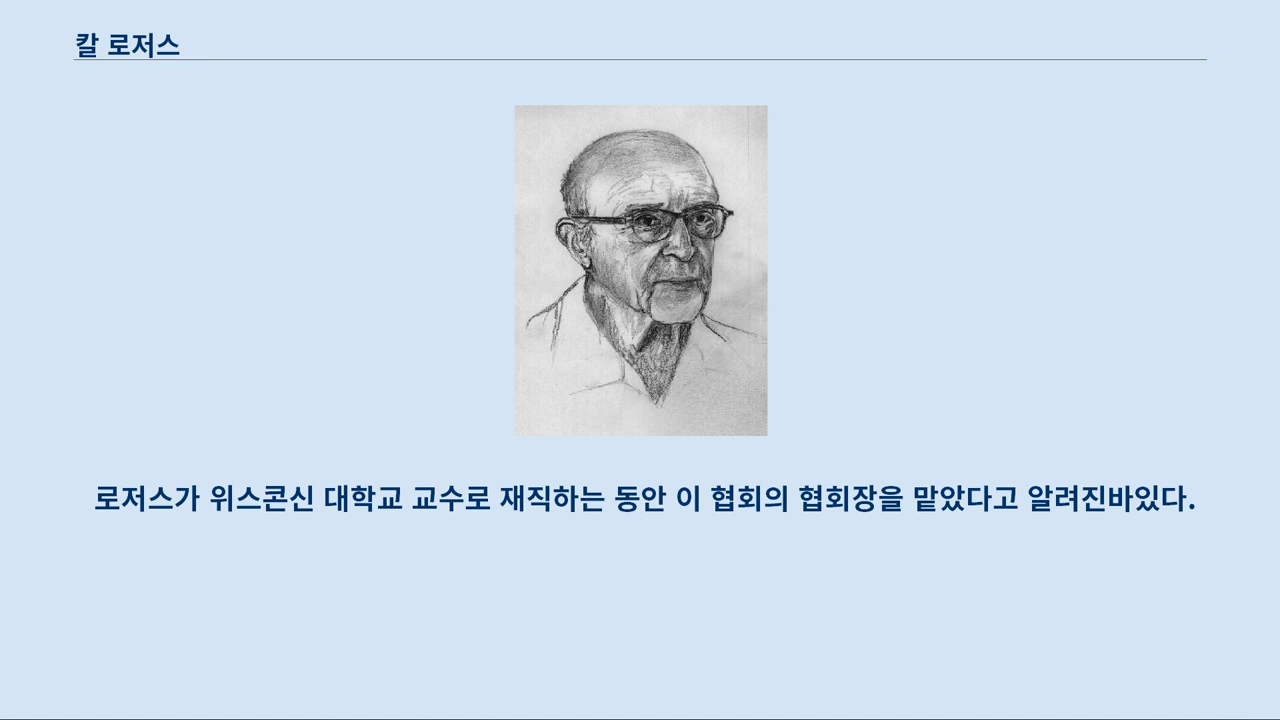 칼 로저스
로저스가 위스콘신 대학교 교수로 재직하는 동안 이 협회의 협회장을 맡았다고 알려진바있다.